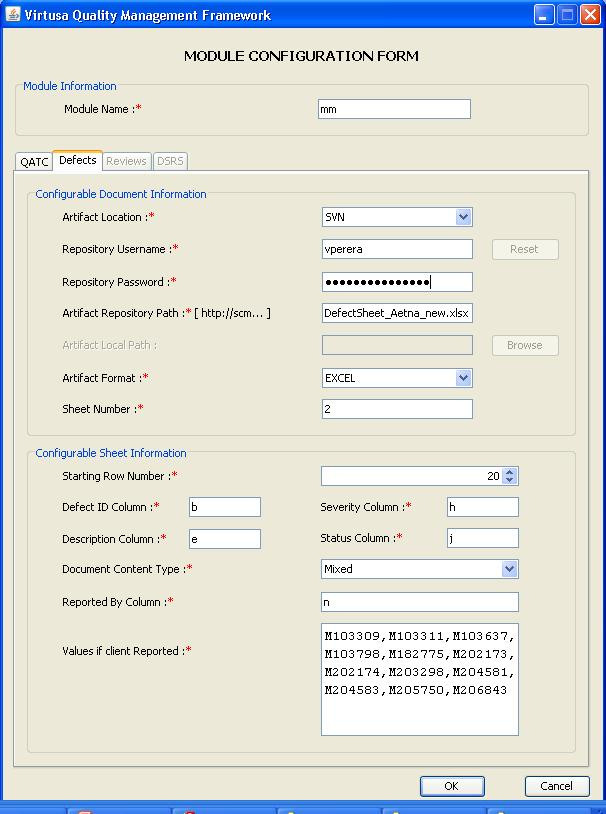 Virtusa Quality Management Framework
MODULE CONFIGURATION FORM
Module Information
Module Name :* mm
QATC Defects Reviews DSRS
Configurable Document Information
Artifact Location :* SVN
Repository Username :* vperera Reset
Repository Password :* ●●●●●●●●●●●●●●●
Artifact Repository Path :* [ http://scm... ] DefectSheet_Aetna_new.xlsx
Artifact Local Path : Browse
Artifact Format :* EXCEL
Sheet Number :* 2
Configurable Sheet Information
Starting Row Number :* 20
Defect ID Column :* b Severity Column :* h
Description Column :* e Status Column :* j
Document Content Type :* Mixed
Reported By Column :* n
Values if client Reported :*
M103309,M103311,M103637,
M103798,M182775,M202173,
M202174,M203298,M204581,
M204583,M205750,M206843
OK Cancel